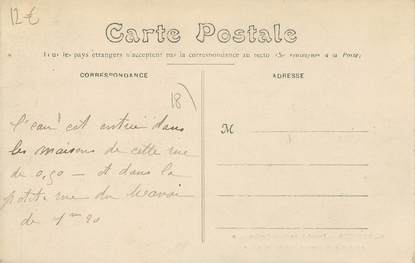 12€
Carte Postale
Tous les pays étrangers n'acceptent pas la correspondance au recto (Se renseigner à la Poste)
CORRESPONDANCE
ADRESSE
18)
M
l'eau est entrée dans
les maisons de cette rue
de 0,90 – et dans la
petite rue du
de 1m20